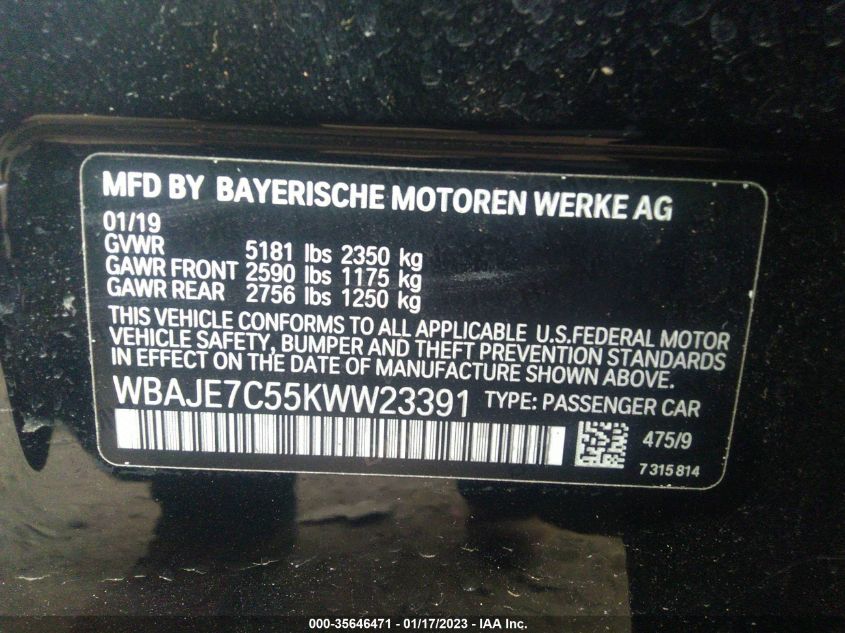 MFD BY BAYERISCHE MOTOREN WERKE AG
01/19
GVWR 5181 lbs 2350 kg
GAWR FRONT 2590 lbs 1175 kg
GAWR REAR 2756 lbs 1250 kg
THIS VEHICLE CONFORMS TO ALL APPLICABLE U.S.FEDERAL MOTOR
VEHICLE SAFETY, BUMPER AND THEFT PREVENTION STANDARDS
IN EFFECT ON THE DATE OF MANUFACTURE SHOWN ABOVE.
WBAJE7C55KWW23391 TYPE: PASSENGER CAR
475/9
7 315 814
000-35646471 - 01/17/2023 - IAA Inc.